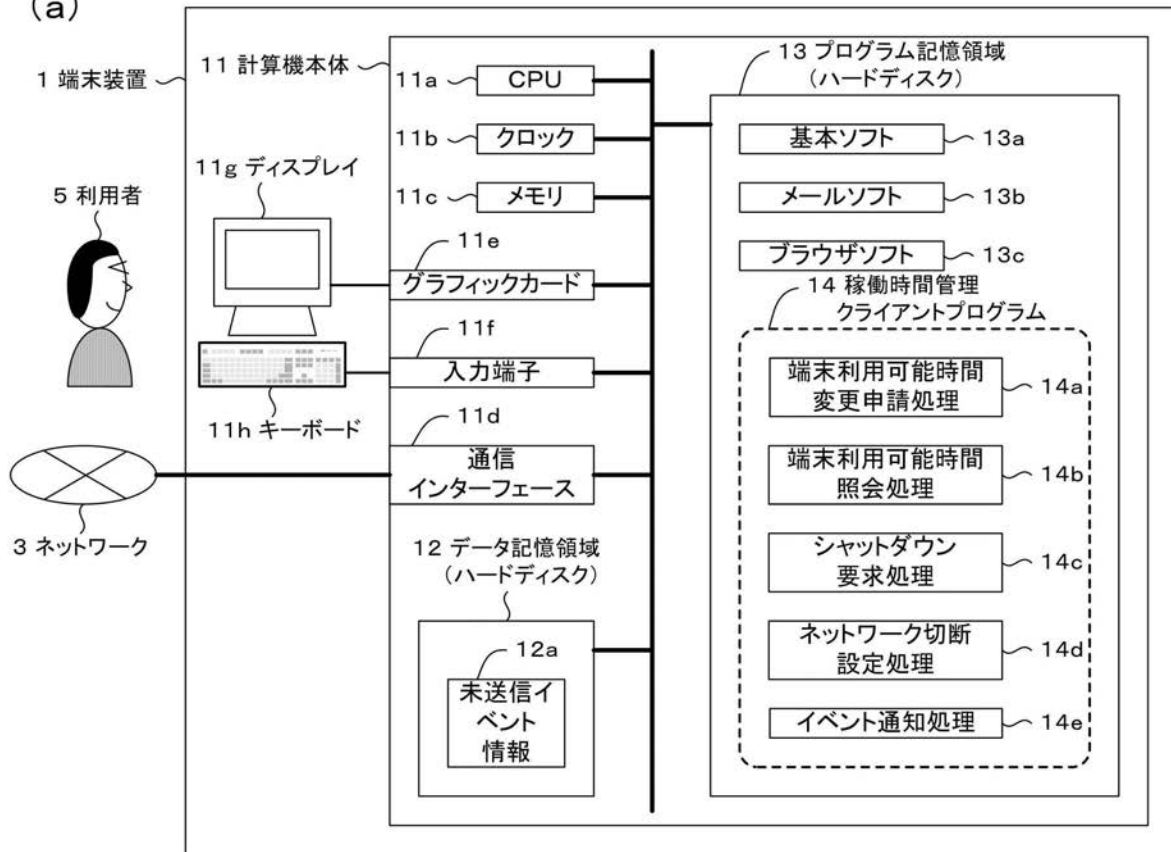 (a)
1 端末装置
11 計算機本体
11a
CPU
11b
クロック
11c
メモリ
11g ディスプレイ
5 利用者
11e
グラフィックカード
11f
入力端子
11h キーボード
11d
通信
インターフェース
3 ネットワーク
12 データ記憶領域
(ハードディスク)
12a
未送信イ
ベント
情報
13 プログラム記憶領域
(ハードディスク)
基本ソフト
13a
メールソフト
13b
ブラウザソフト
13c
14 稼働時間管理
クライアントプログラム
端末利用可能時間
変更申請処理
14a
端末利用可能時間
照会処理
14b
シャットダウン
要求処理
14c
ネットワーク切断
設定処理
14d
イベント通知処理
14e